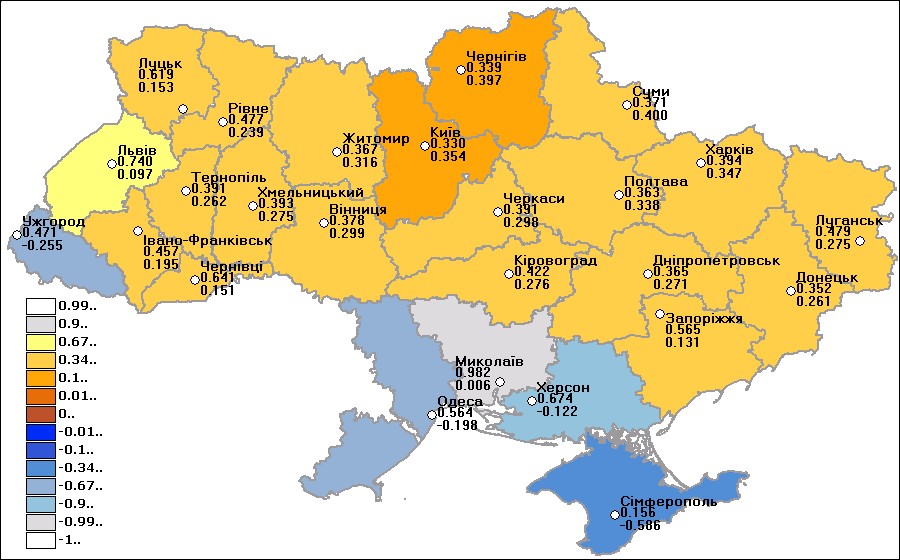 Чернігів
0.339
0.397
Луцьк
0.619
0.153
Суми
0.371
0.400
Рівне
0.477
0.239
Київ
0.330
0.354
Житомир
0.367
0.316
Харків
0.394
0.347
Львів
0.740
0.097
Тернопіль
0.391
0.262
Хмельницький
0.393
0.275
Полтава
0.363
0.338
Черкаси
0.391
0.298
Вінниця
0.378
0.299
Ужгород
0.471
-0.255
Луганськ
0.479
0.275
Івано-Франківськ
0.457
0.195
Чернівці
0.641
0.151
Кіровоград
0.422
0.276
Дніпропетровськ
0.365
0.271
Донецьк
0.352
0.261
Запоріжжя
0.565
0.131
Миколаїв
0.982
0.006
Херсон
0.674
-0.122
Одеса
0.564
-0.198
Сімферополь
0.156
-0.586
0.99..
0.9..
0.67..
0.34..
0.1..
0.01..
0..
-0.01..
-0.1..
-0.34..
-0.67..
-0.9..
-0.99..
-1..